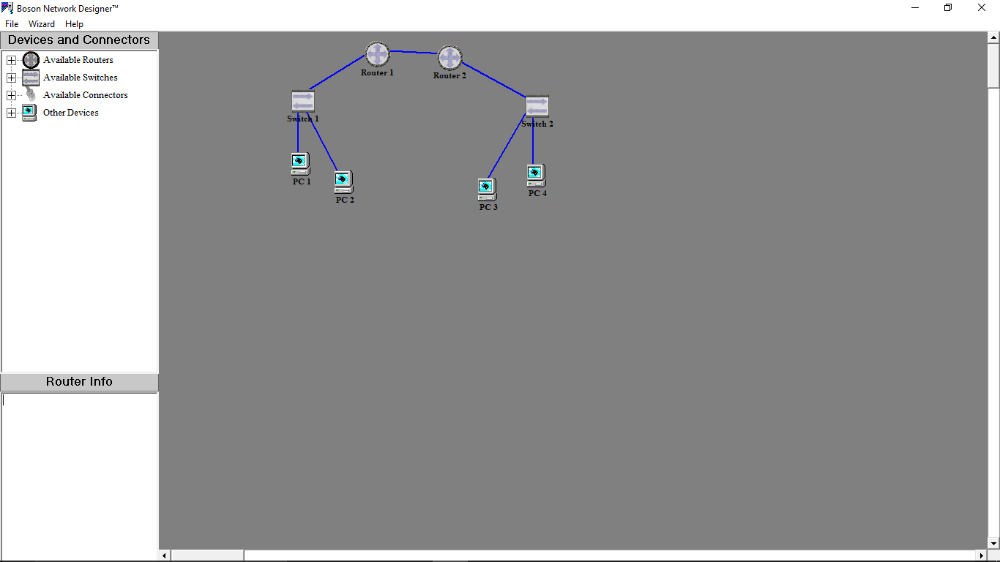 Boson Network Designer™
File Wizard Help
Devices and Connectors
Available Routers
Available Switches
Available Connectors
Other Devices
Router Info
Router 1
Router 2
Switch 1
Switch 2
PC 1
PC 2
PC 3
PC 4